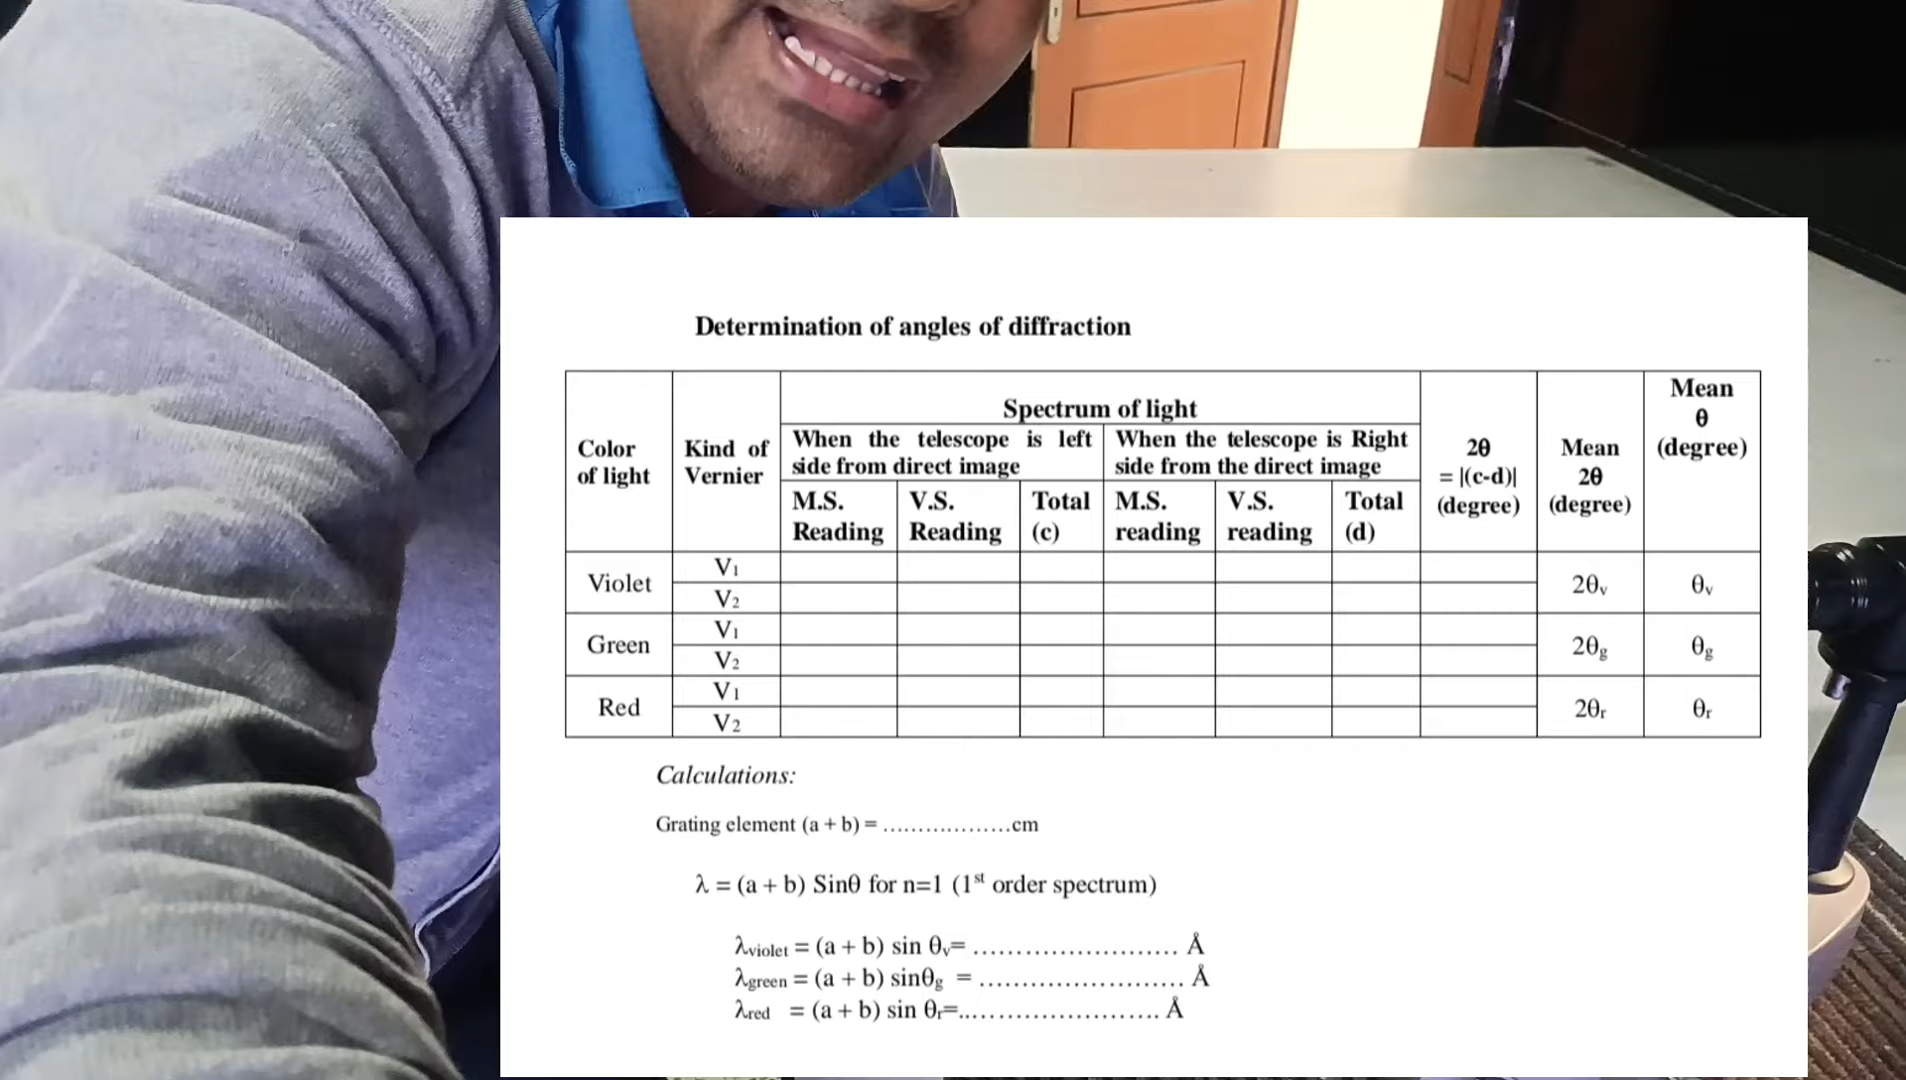 Determination of angles of diffraction
Color of light
Kind of Vernier
Spectrum of light
2θ = |(c-d)| (degree)
Mean 2θ (degree)
Mean θ (degree)
When the telescope is left side from direct image
When the telescope is Right side from the direct image
M.S. Reading
V.S. Reading
Total (c)
M.S. reading
V.S. reading
Total (d)
Violet
V1
V2
2θv
θv
Green
V1
V2
2θg
θg
Red
V1
V2
2θr
θr
Calculations:
Grating element (a + b) = ..................cm
λ = (a + b) Sinθ for n=1 (1st order spectrum)
λviolet = (a + b) sin θv= ....................... Å
λgreen = (a + b) sinθg = ....................... Å
λred = (a + b) sin θr=....................... Å